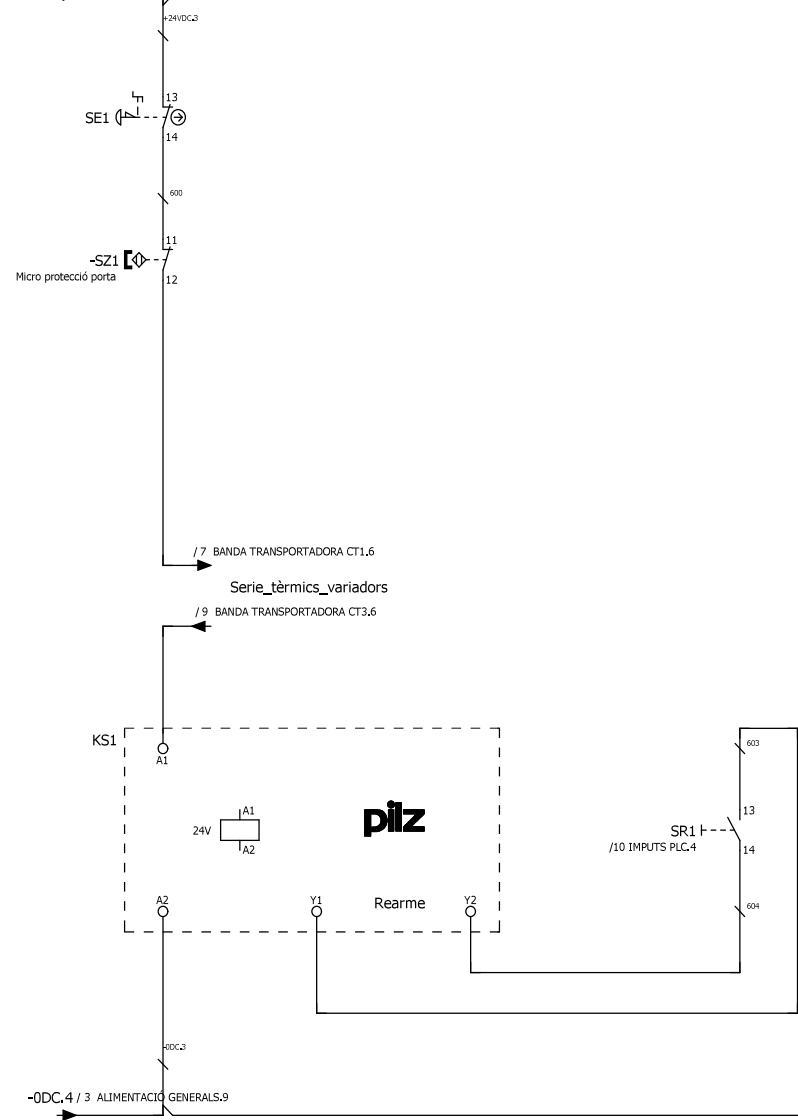 +24VDC.3
13
SE1
14
600
11
-SZ1
Micro protecció porta
12
/ 7 BANDA TRANSPORTADORA CT1.6
Serie_tèrmics_variadors
/ 9 BANDA TRANSPORTADORA CT3.6
KS1
A1
603
A1
24V
pilz
A2
13
SR1
/10 IMPUTS PLC.4
14
A2
Y1
Rearme
Y2
604
-0DC.3
-0DC.4 / 3 ALIMENTACIÓ GENERALS.9